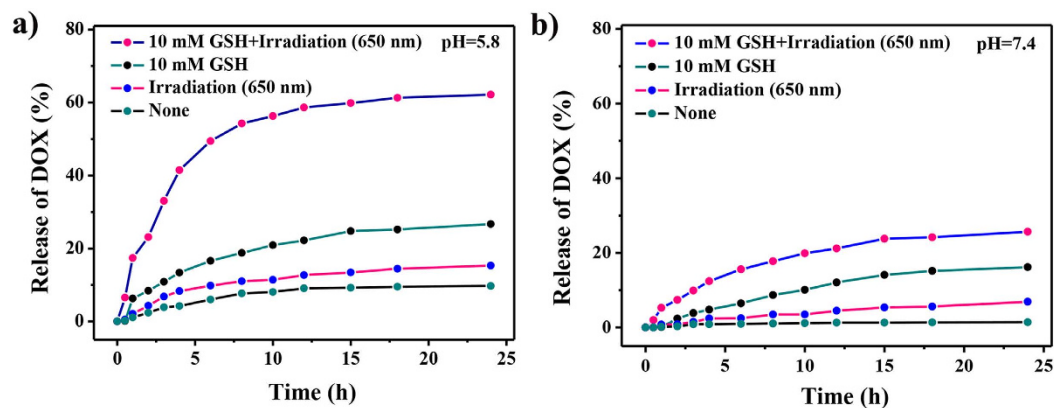 a)
10 mM GSH+Irradiation (650 nm) pH=5.8
10 mM GSH
Irradiation (650 nm)
None
Release of DOX (%)
80
60
40
20
0
0 5 10 15 20 25
Time (h)
b)
10 mM GSH+Irradiation (650 nm) pH=7.4
10 mM GSH
Irradiation (650 nm)
None
Release of DOX (%)
80
60
40
20
0
0 5 10 15 20 25
Time (h)